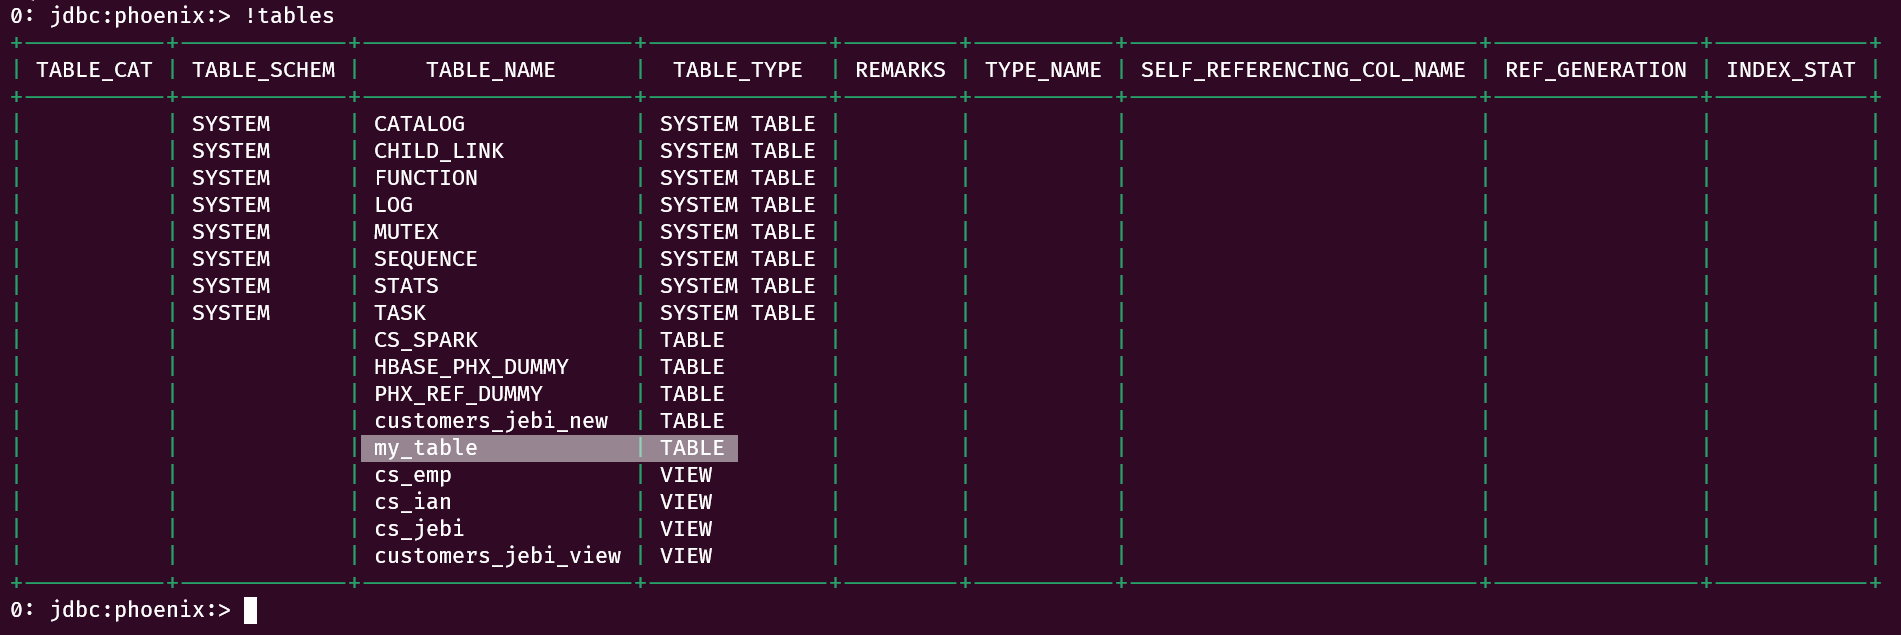 0: jdbc:phoenix:> !tables
TABLE_CAT | TABLE_SCHEM | TABLE_NAME | TABLE_TYPE | REMARKS | TYPE_NAME | SELF_REFERENCING_COL_NAME | REF_GENERATION | INDEX_STAT
| SYSTEM | CATALOG | SYSTEM TABLE |
| SYSTEM | CHILD_LINK | SYSTEM TABLE |
| SYSTEM | FUNCTION | SYSTEM TABLE |
| SYSTEM | LOG | SYSTEM TABLE |
| SYSTEM | MUTEX | SYSTEM TABLE |
| SYSTEM | SEQUENCE | SYSTEM TABLE |
| SYSTEM | STATS | SYSTEM TABLE |
| SYSTEM | TASK | SYSTEM TABLE |
| | CS_SPARK | TABLE |
| | HBASE_PHX_DUMMY | TABLE |
| | PHX_REF_DUMMY | TABLE |
| | customers_jebi_new | TABLE |
| | my_table | TABLE |
| | cs_emp | VIEW |
| | cs_ian | VIEW |
| | cs_jebi | VIEW |
| | customers_jebi_view | VIEW |
0: jdbc:phoenix:>